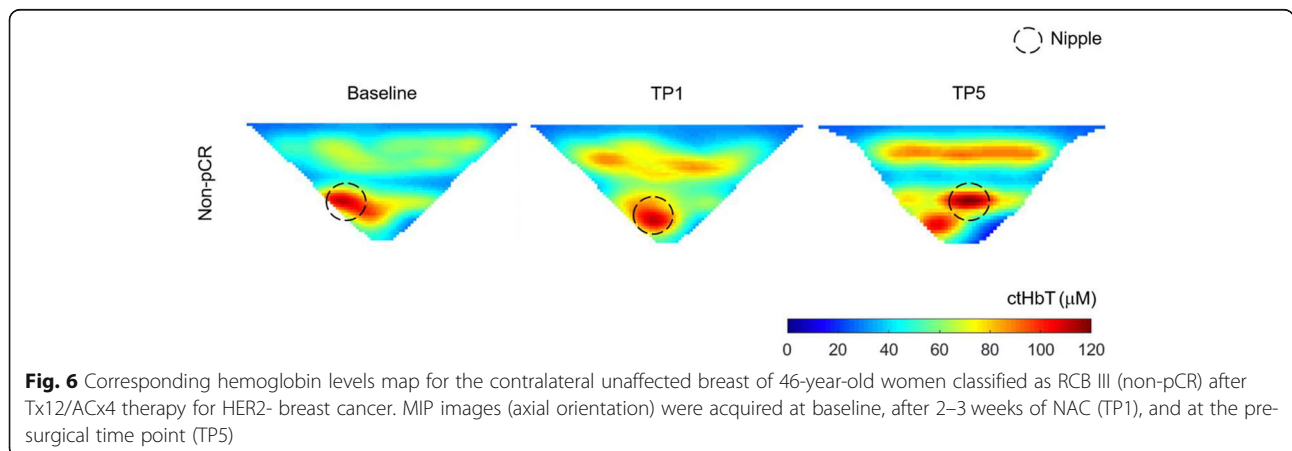 Nipple
Baseline TP1 TP5
Non-pCR
ctHbT (μM)
0 20 40 60 80 100 120
Fig. 6 Corresponding hemoglobin levels map for the contralateral unaffected breast of 46-year-old women classified as RCB III (non-pCR) after
Tx12/ACx4 therapy for HER2- breast cancer. MIP images (axial orientation) were acquired at baseline, after 2–3 weeks of NAC (TP1), and at the pre-
surgical time point (TP5)